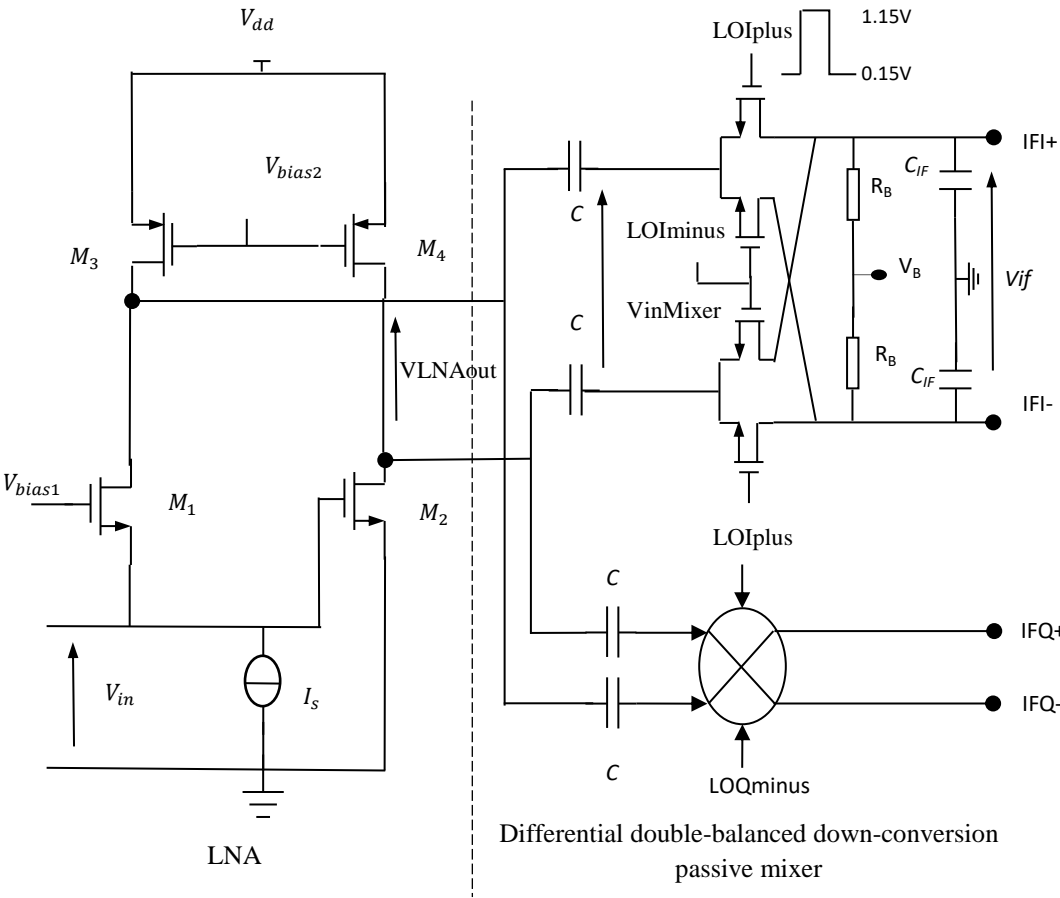 V_dd
LOIplus
1.15V
0.15V
IFI+
C_IF
R_B
V_bias2
C
M_3
M_4
LOIminus
V_B
Vif
VinMixer
C
VLNAout
R_B
C_IF
IFI-
V_bias1
M_1
M_2
LOIplus
C
IFQ+
V_in
I_s
IFQ-
C
LOQminus
LNA
Differential double-balanced down-conversion
passive mixer